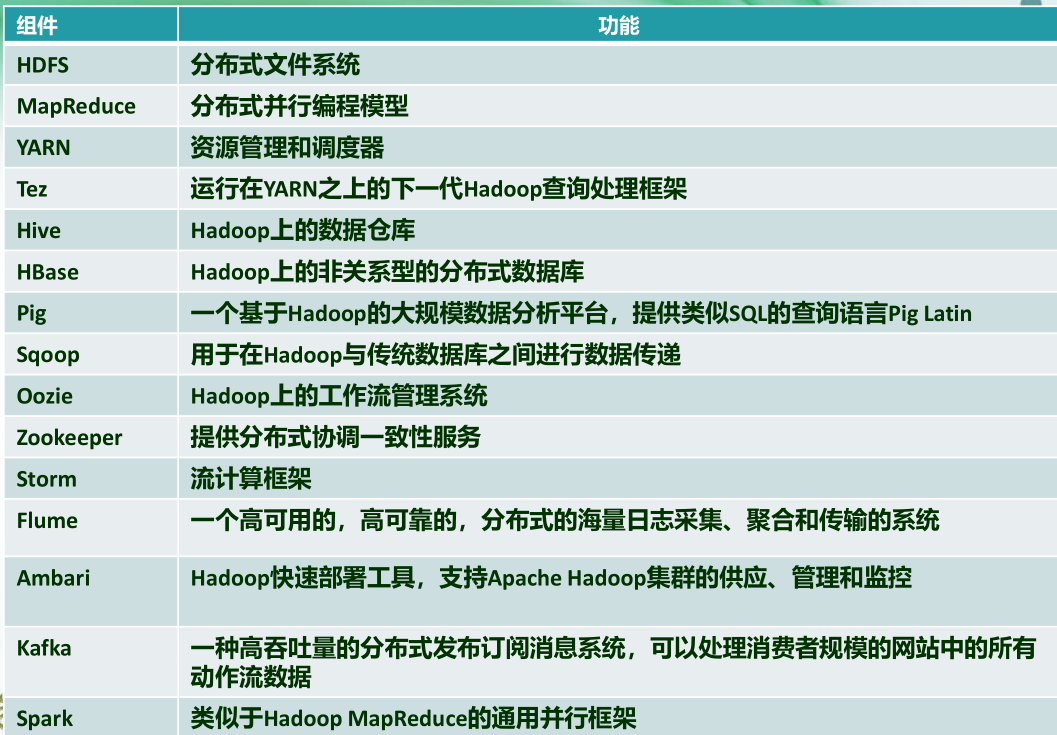 组件 功能
HDFS 分布式文件系统
MapReduce 分布式并行编程模型
YARN 资源管理和调度器
Tez 运行在YARN之上的下一代Hadoop查询处理框架
Hive Hadoop上的数据仓库
HBase Hadoop上的非关系型的分布式数据库
Pig 一个基于Hadoop的大规模数据分析平台，提供类似SQL的查询语言Pig Latin
Sqoop 用于在Hadoop与传统数据库之间进行数据传递
Oozie Hadoop上的工作流管理系统
Zookeeper 提供分布式协调一致性服务
Storm 流计算框架
Flume 一个高可用的，高可靠的，分布式的海量日志采集、聚合和传输的系统
Ambari Hadoop快速部署工具，支持Apache Hadoop集群的供应、管理和监控
Kafka 一种高吞吐量的分布式发布订阅消息系统，可以处理消费者规模的网站中的所有
动作流数据
Spark 类似于Hadoop MapReduce的通用并行框架